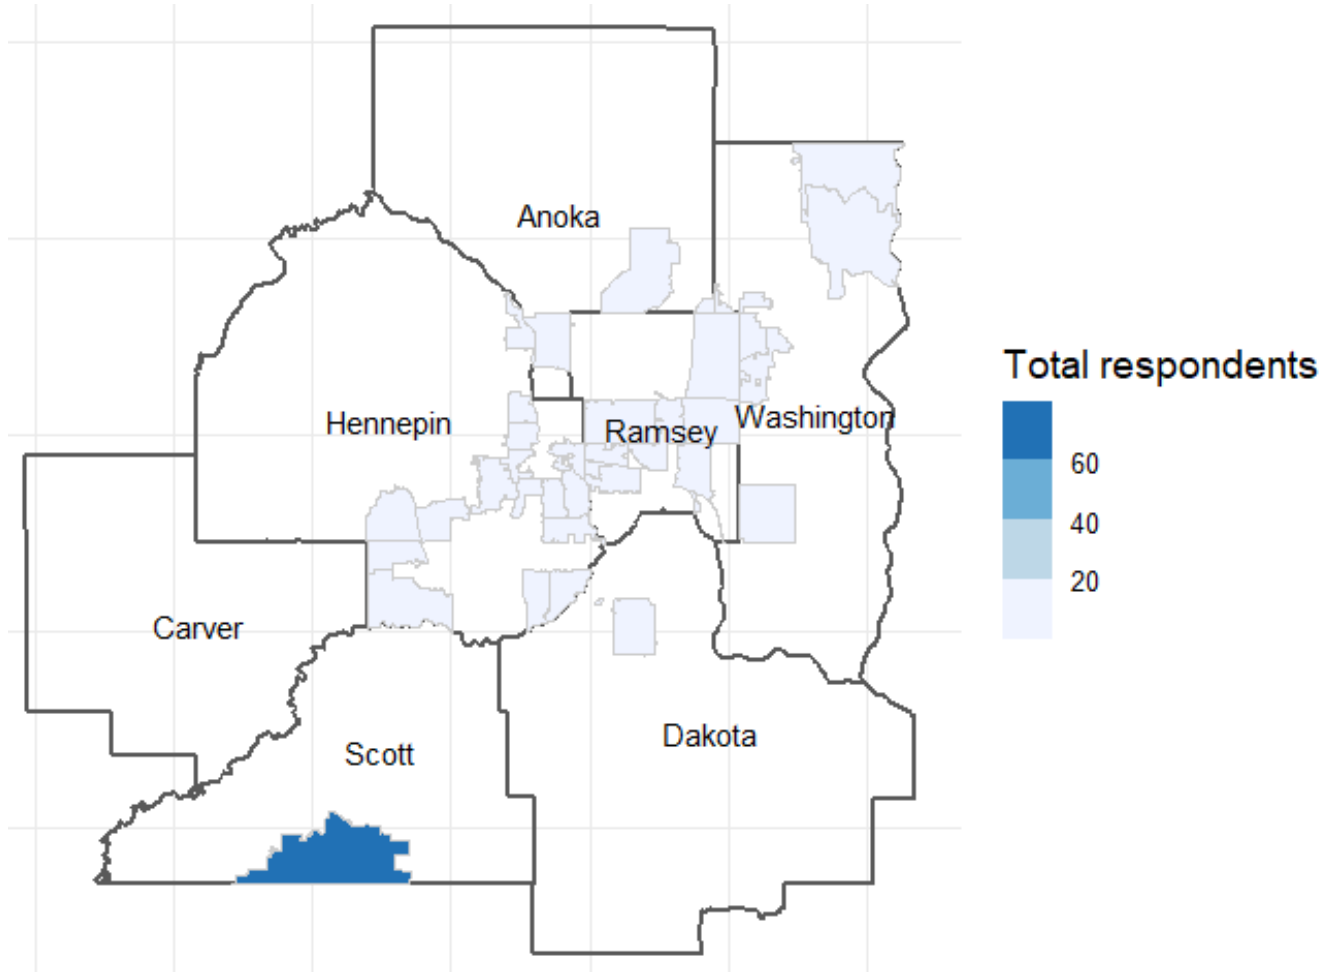 Anoka
Total respondents
Hennepin
Ramsey
Washington
60
40
20
Carver
Scott
Dakota